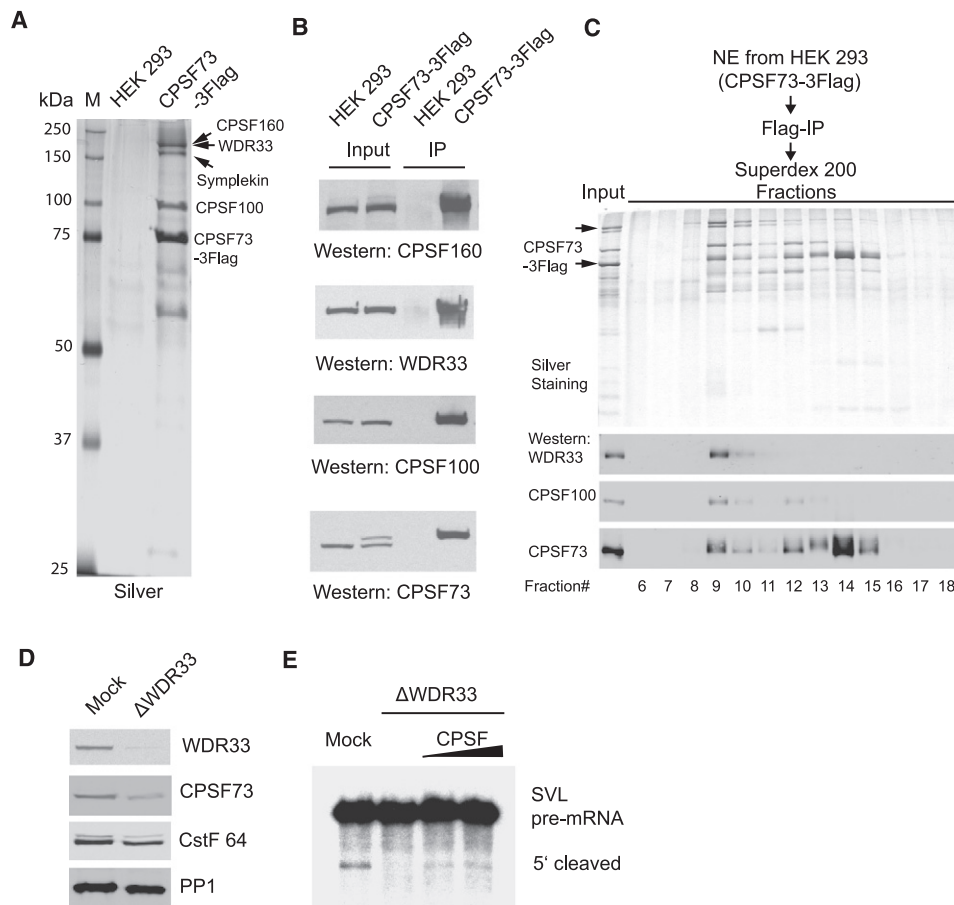 A
kDa M HEK 293 CPSF73
-3Flag
250
150
100
75
50
37
25
CPSF160
WDR33
Symplekin
CPSF100
CPSF73
-3Flag
Silver
B
HEK 293 CPSF73-3Flag HEK 293 CPSF73-3Flag
Input IP
Western: CPSF160
Western: WDR33
Western: CPSF100
Western: CPSF73
C
NE from HEK 293
(CPSF73-3Flag)
Flag-IP
Superdex 200
Input Fractions
CPSF73
-3Flag
Silver
Staining
Western:
WDR33
CPSF100
CPSF73
Fraction# 6 7 8 9 10 11 12 13 14 15 16 17 18
D
Mock ΔWDR33
WDR33
CPSF73
CstF 64
PP1
E
ΔWDR33
Mock CPSF
SVL
pre-mRNA
5' cleaved